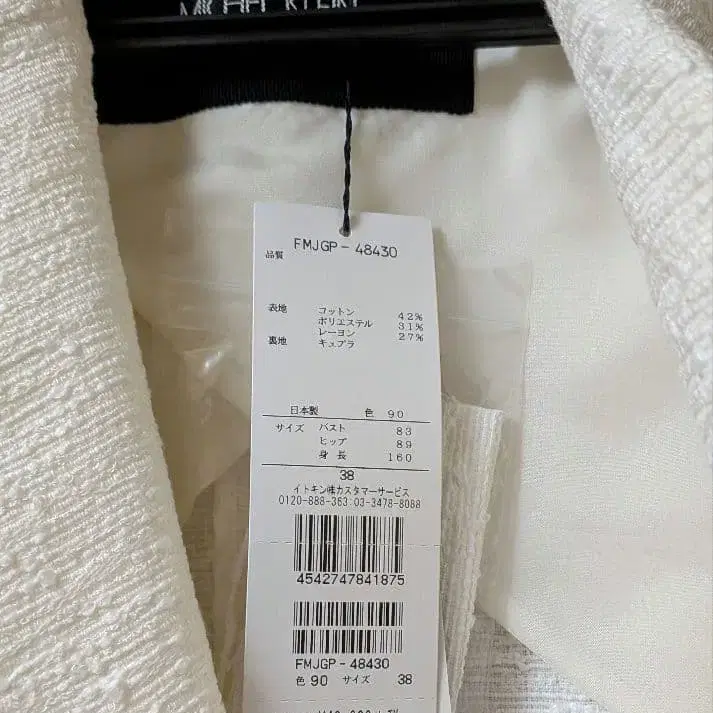 FMJGP-48430
品質
表地 コットン 42%
ポリエステル 31%
レーヨン 27%
裏地 キュプラ
日本製 色 90
サイズ バスト 83
ヒップ 89
身長 160
38
イトキン㈱カスタマーサービス
0120-888-363:03-3478-8088
4542747841875
FMJGP-48430
色 90 サイズ 38